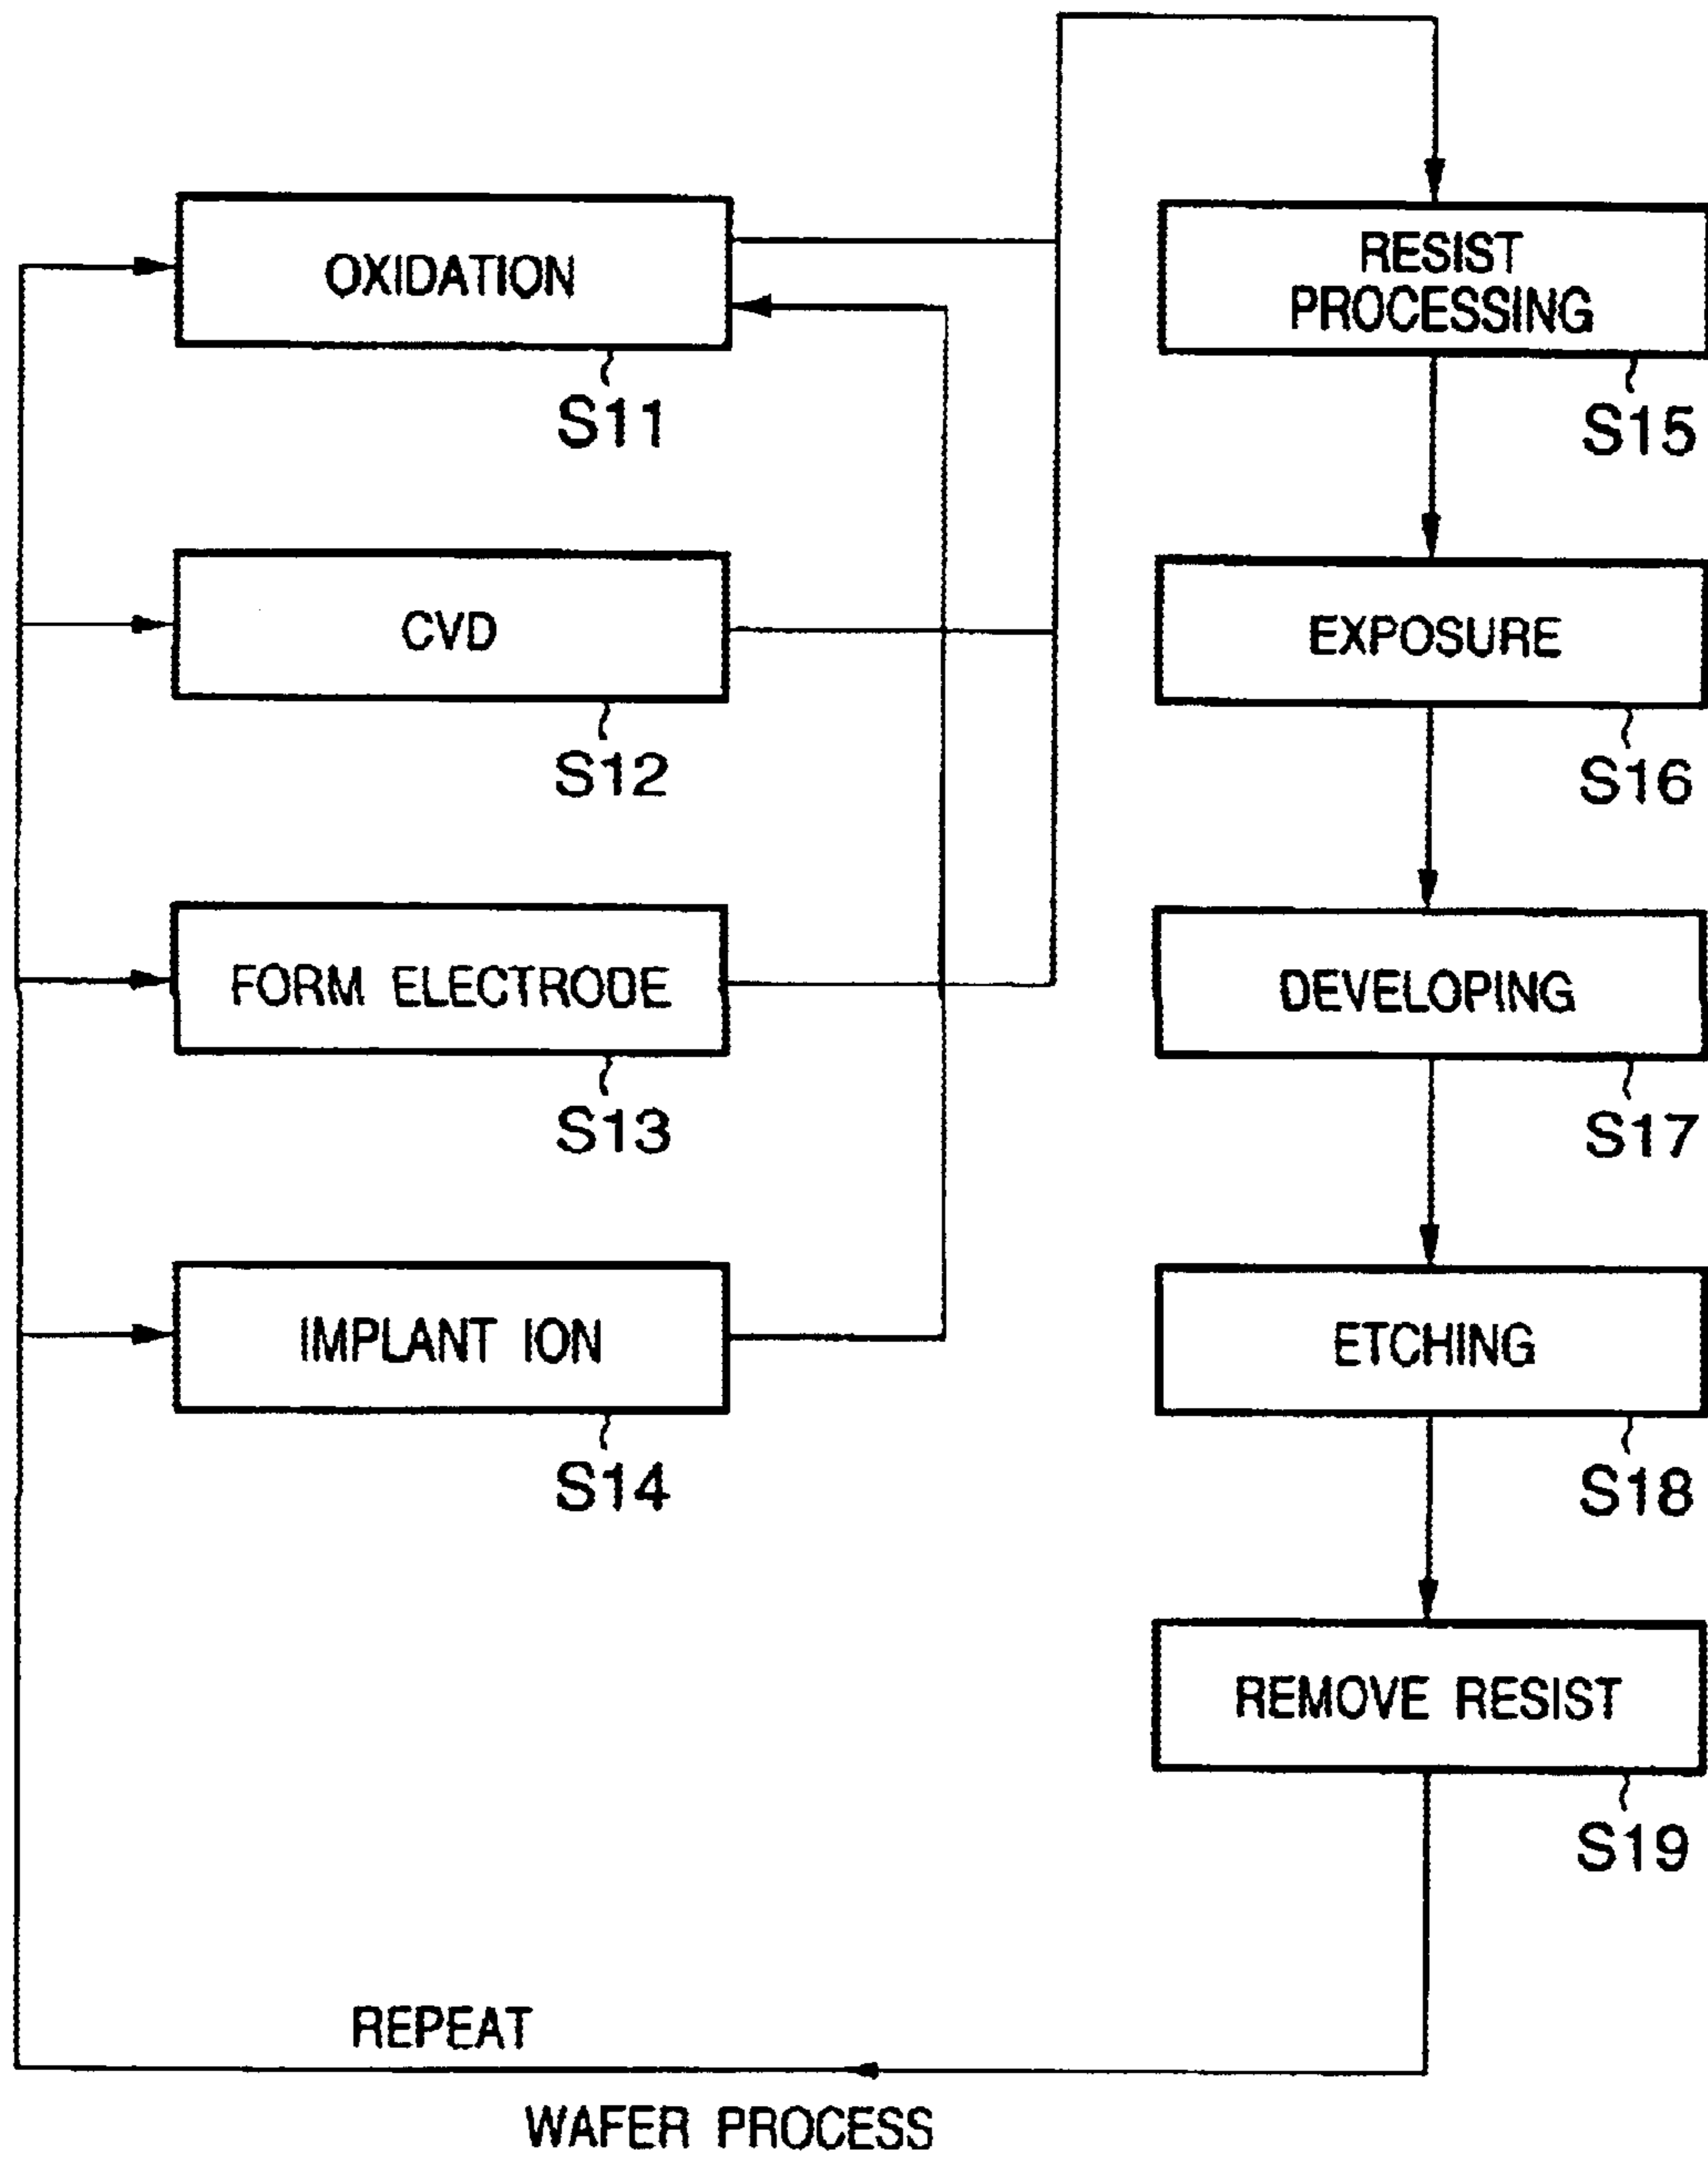 OXIDATION
S11
CVD
S12
FORM ELECTRODE
S13
IMPLANT ION
S14
RESIST
PROCESSING
S15
EXPOSURE
S16
DEVELOPING
S17
ETCHING
S18
REMOVE RESIST
S19
REPEAT
WAFER PROCESS